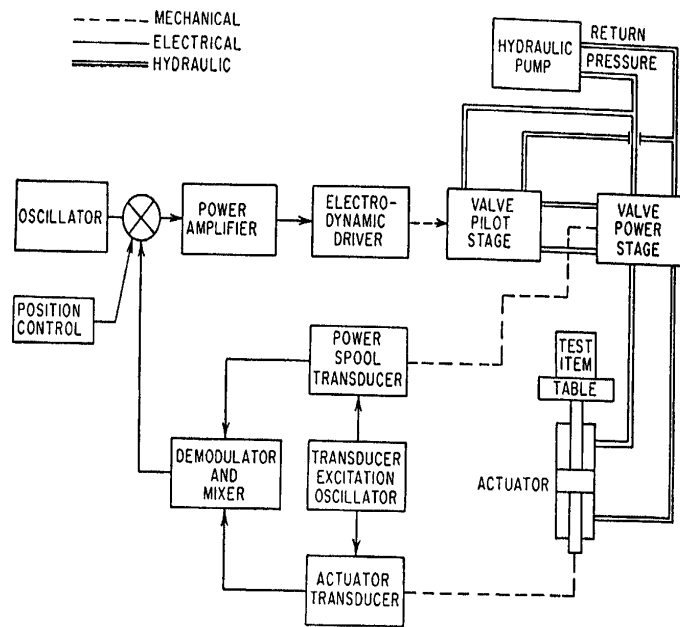 MECHANICAL
ELECTRICAL
HYDRAULIC
HYDRAULIC
PUMP
RETURN
PRESSURE
OSCILLATOR
POWER
AMPLIFIER
ELECTRO-
DYNAMIC
DRIVER
VALVE
PILOT
STAGE
VALVE
POWER
STAGE
POSITION
CONTROL
POWER
SPOOL
TRANSDUCER
TEST
ITEM
TABLE
DEMODULATOR
AND
MIXER
TRANSDUCER
EXCITATION
OSCILLATOR
ACTUATOR
ACTUATOR
TRANSDUCER